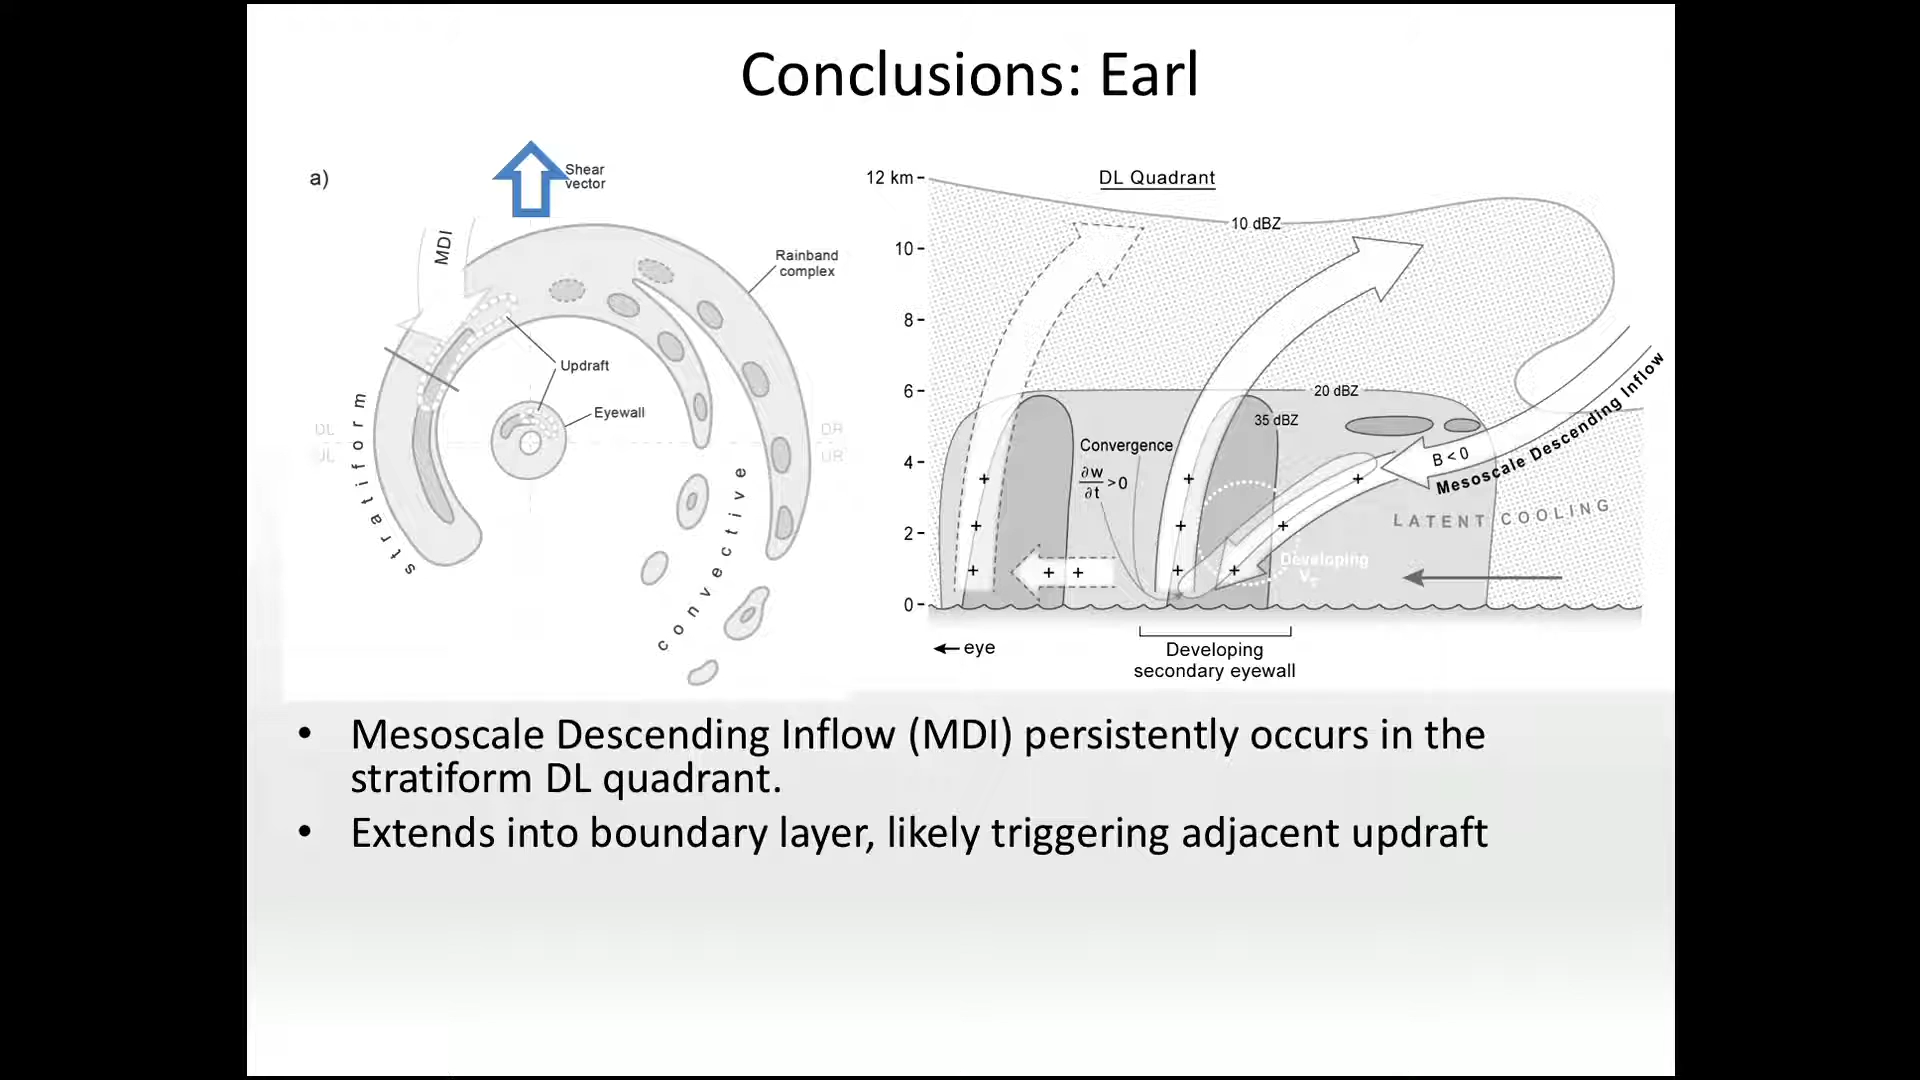 Conclusions: Earl
a)
Shear
vector
MDI
Rainband
complex
Updraft
Eyewall
DL
UL
DR
UR
stratiform
convective
12 km
DL Quadrant
10 dBZ
10
8
6
20 dBZ
35 dBZ
Convergence
∂w
∂t
>0
4
B < 0
Mesoscale Descending Inflow
LATENT COOLING
2
Developing
0
eye
Developing
secondary eyewall
• Mesoscale Descending Inflow (MDI) persistently occurs in the
stratiform DL quadrant.
• Extends into boundary layer, likely triggering adjacent updraft